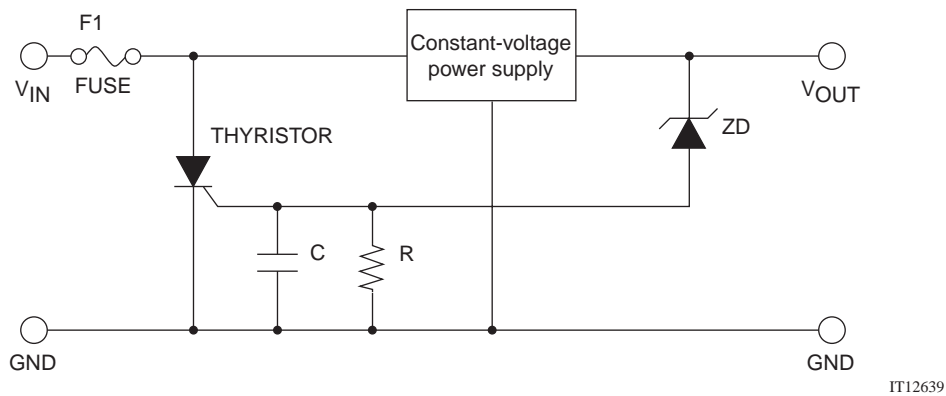 F1
Constant-voltage
power supply
VIN
FUSE
VOUT
THYRISTOR
ZD
C
R
GND
GND
IT12639